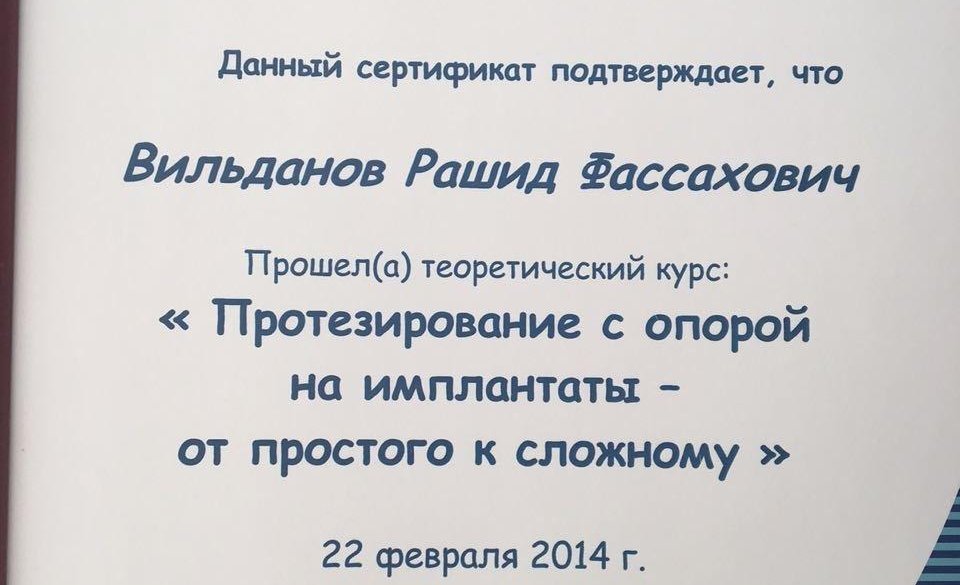 Данный сертификат подтверждает, что
Вильданов Рашид Фассахович
Прошел(а) теоретический курс:
« Протезирование с опорой
на имплантаты –
от простого к сложному »
22 февраля 2014 г.